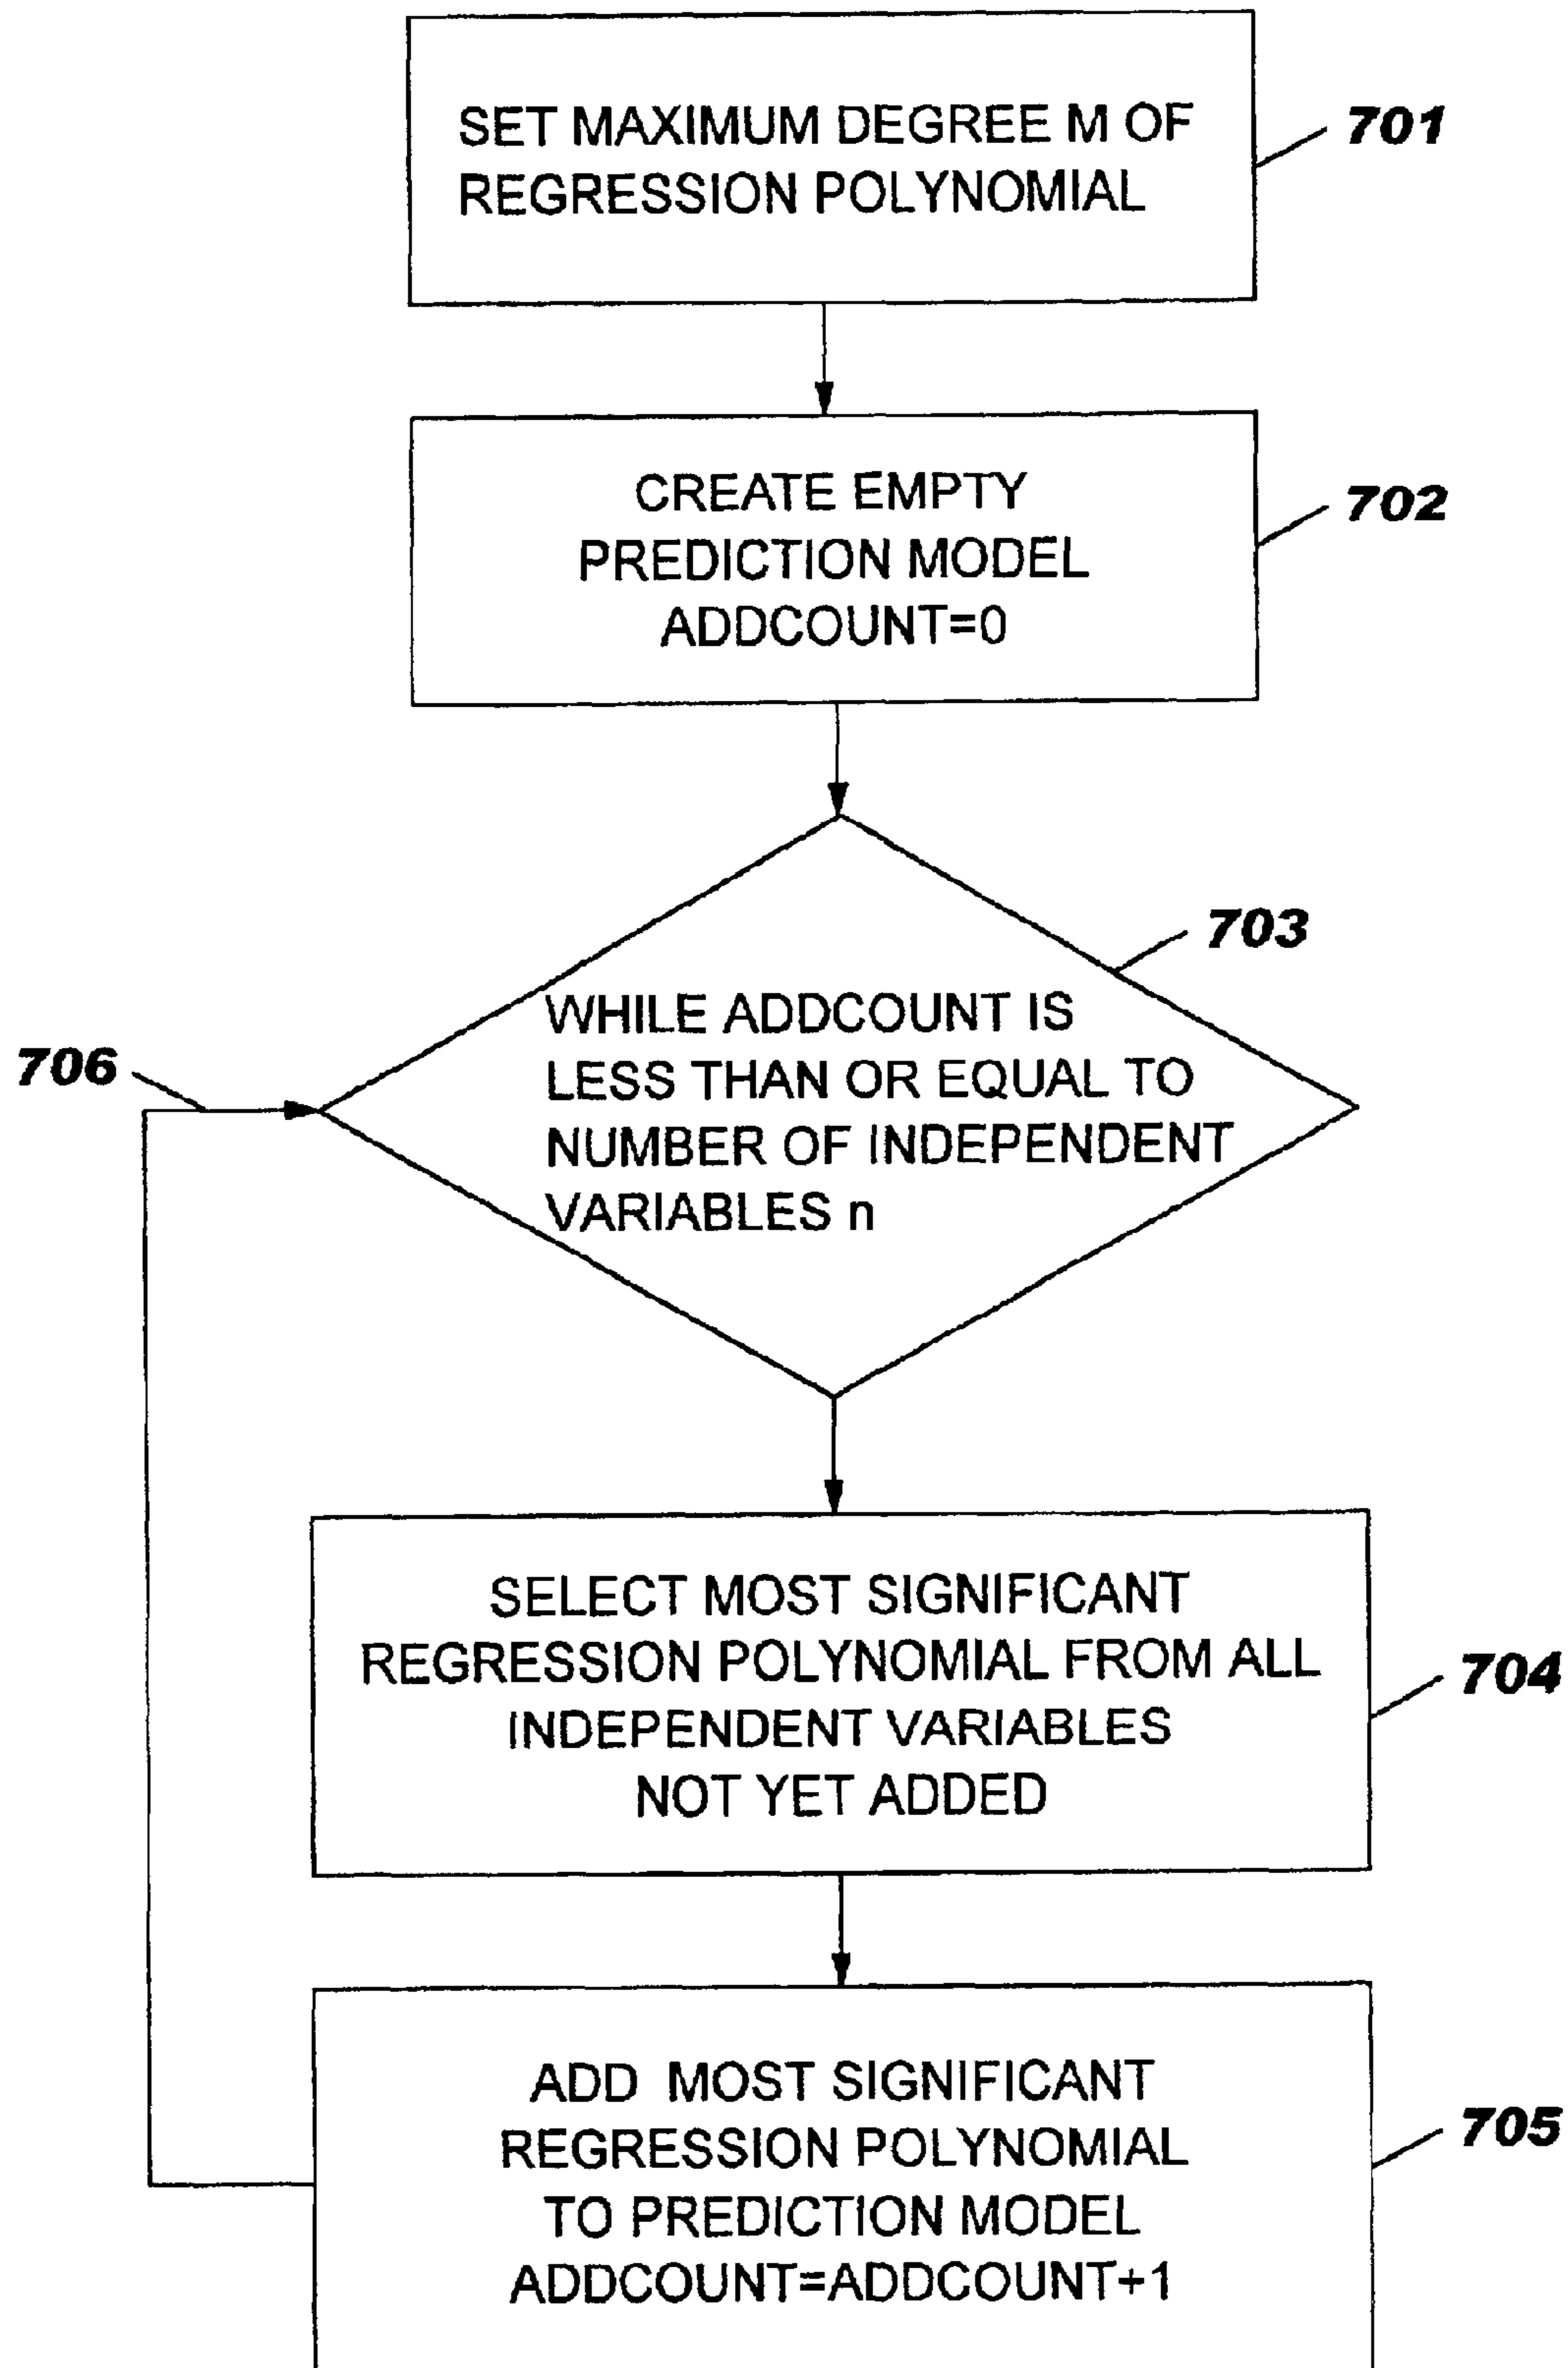 SET MAXIMUM DEGREE M OF
REGRESSION POLYNOMIAL
701
CREATE EMPTY
PREDICTION MODEL
ADDCOUNT=0
702
703
WHILE ADDCOUNT IS
LESS THAN OR EQUAL TO
NUMBER OF INDEPENDENT
VARIABLES n
706
SELECT MOST SIGNIFICANT
REGRESSION POLYNOMIAL FROM ALL
INDEPENDENT VARIABLES
NOT YET ADDED
704
ADD MOST SIGNIFICANT
REGRESSION POLYNOMIAL
TO PREDICTION MODEL
ADDCOUNT=ADDCOUNT+1
705